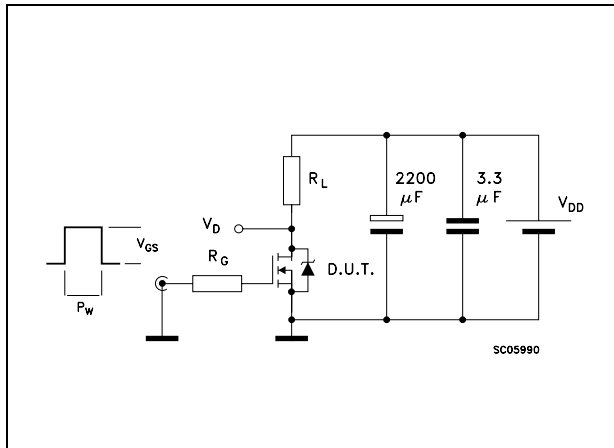 R_L
2200
μF
3.3
μF
V_DD
V_D
V_GS
R_G
D.U.T.
P_W
SC05990